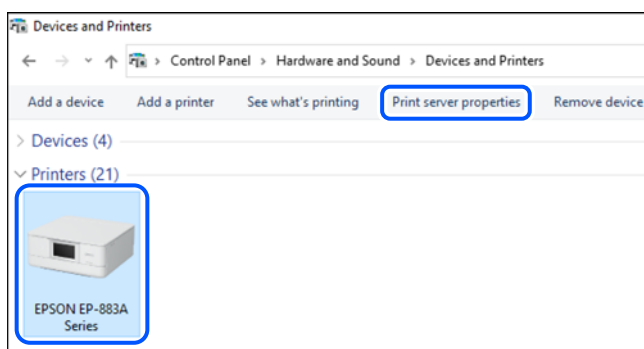 Devices and Printers
Control Panel > Hardware and Sound > Devices and Printers
Add a device Add a printer See what's printing Print server properties Remove device
Devices (4)
Printers (21)
EPSON EP-883A
Series